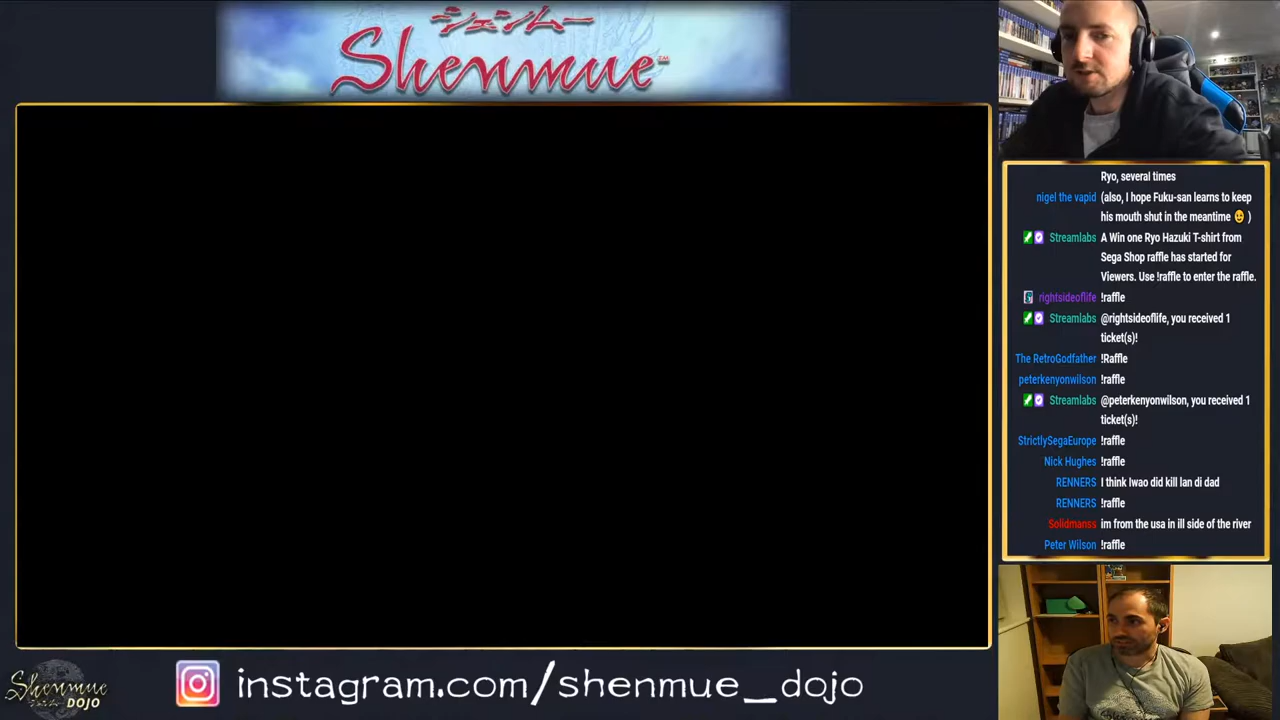 シェンムー
Shenmue™
Ryo, several times
nigel the vapid (also, I hope Fuku-san learns to keep
his mouth shut in the meantime 🤐 )
Streamlabs A Win one Ryo Hazuki T-shirt from
Sega Shop raffle has started for
Viewers. Use !raffle to enter the raffle.
rightsideoflife !raffle
Streamlabs @rightsideoflife, you received 1
ticket(s)!
The RetroGodfather !Raffle
peterkenyonwilson !raffle
Streamlabs @peterkenyonwilson, you received 1
ticket(s)!
StrictlySegaEurope !raffle
Nick Hughes !raffle
RENNERS I think Iwao did kill lan di dad
RENNERS !raffle
Solidmanss im from the usa in ill side of the river
Peter Wilson !raffle
Shenmue
DOJO
instagram.com/shenmue_dojo